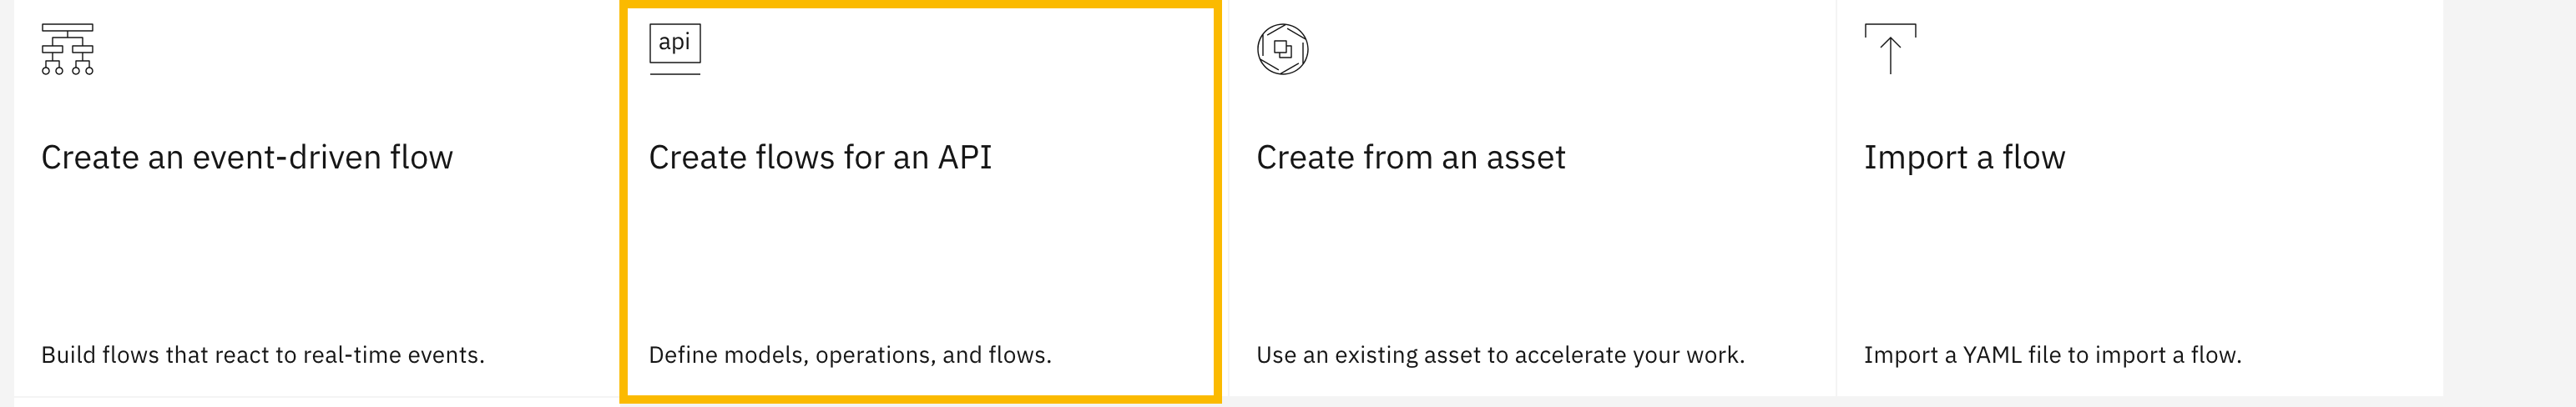 api
Create an event-driven flow
Create flows for an API
Create from an asset
Import a flow
Build flows that react to real-time events.
Define models, operations, and flows.
Use an existing asset to accelerate your work.
Import a YAML file to import a flow.